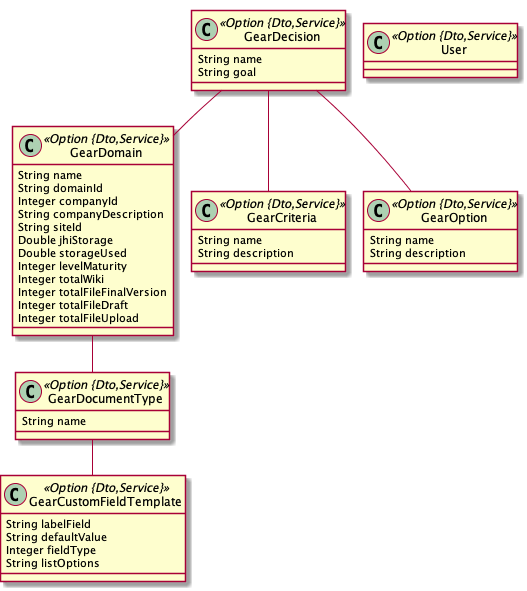 C
«Option {Dto,Service}»
GearDecision
String name
String goal
C
«Option {Dto,Service}»
User
C
«Option {Dto,Service}»
GearDomain
String name
String domainId
Integer companyId
String companyDescription
String siteId
Double jhiStorage
Double storageUsed
Integer levelMaturity
Integer totalWiki
Integer totalFileFinalVersion
Integer totalFileDraft
Integer totalFileUpload
C
«Option {Dto,Service}»
GearCriteria
String name
String description
C
«Option {Dto,Service}»
GearOption
String name
String description
C
«Option {Dto,Service}»
GearDocumentType
String name
C
«Option {Dto,Service}»
GearCustomFieldTemplate
String labelField
String defaultValue
Integer fieldType
String listOptions